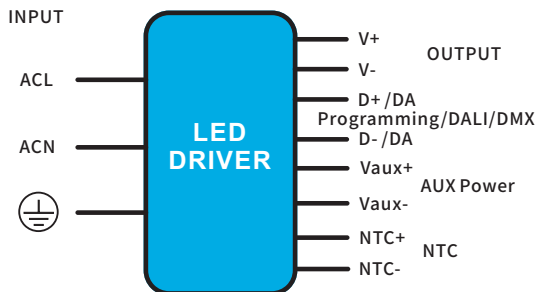 INPUT
ACL
ACN
LED
DRIVER
V+
OUTPUT
V-
D+/DA
Programming/DALI/DMX
D-/DA
Vaux+
AUX Power
Vaux-
NTC+
NTC
NTC-